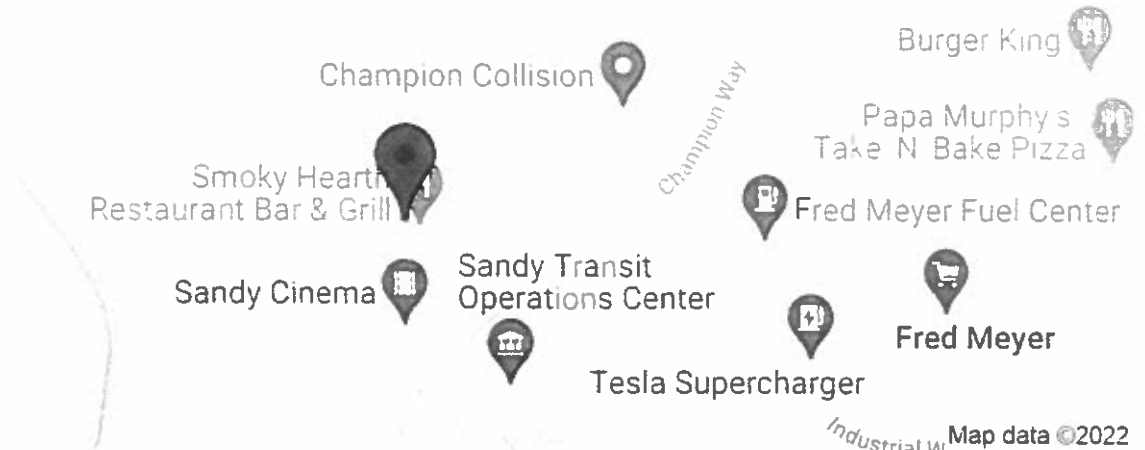 Burger King
Champion Collision
Champion Way
Papa Murphy's
Take 'N' Bake Pizza
Smoky Hearth
Restaurant Bar & Grill
Fred Meyer Fuel Center
Sandy Transit
Operations Center
Sandy Cinema
Fred Meyer
Tesla Supercharger
Industrial W
Map data ©2022